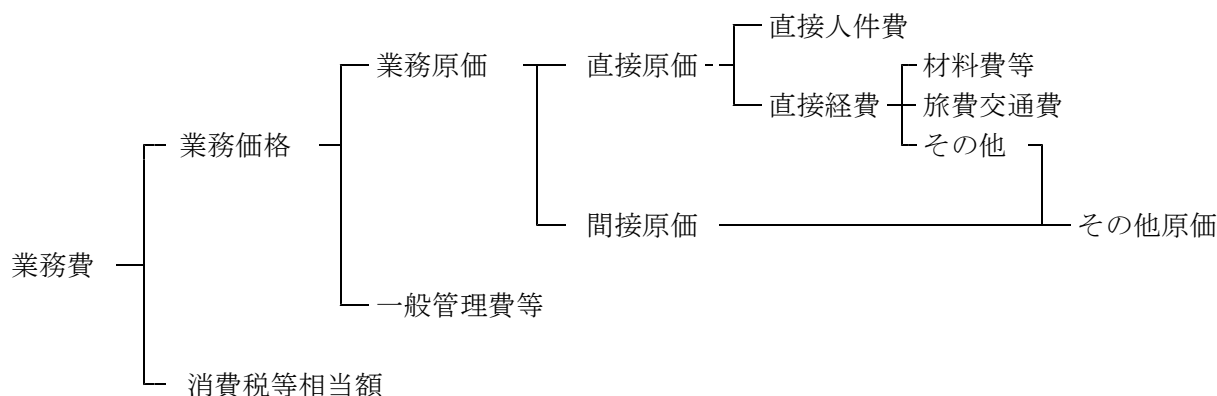 直接人件費
業務原価 直接原価 材料費等
直接経費 旅費交通費
業務価格 その他
間接原価 その他原価
業務費
一般管理費等
消費税等相当額